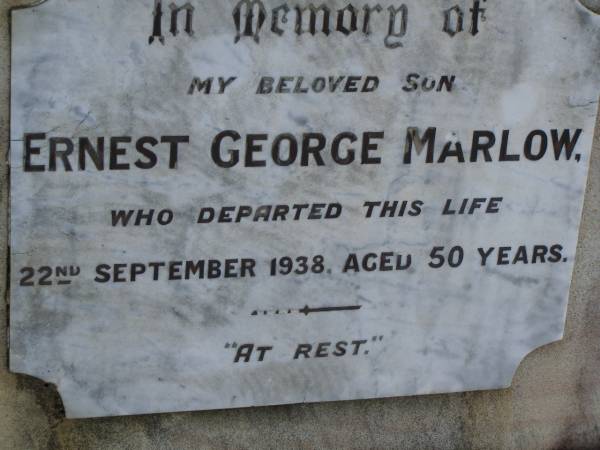 In Memory of
MY BELOVED SON
ERNEST GEORGE MARLOW,
WHO DEPARTED THIS LIFE
22ND SEPTEMBER 1938. AGED 50 YEARS.
"AT REST."